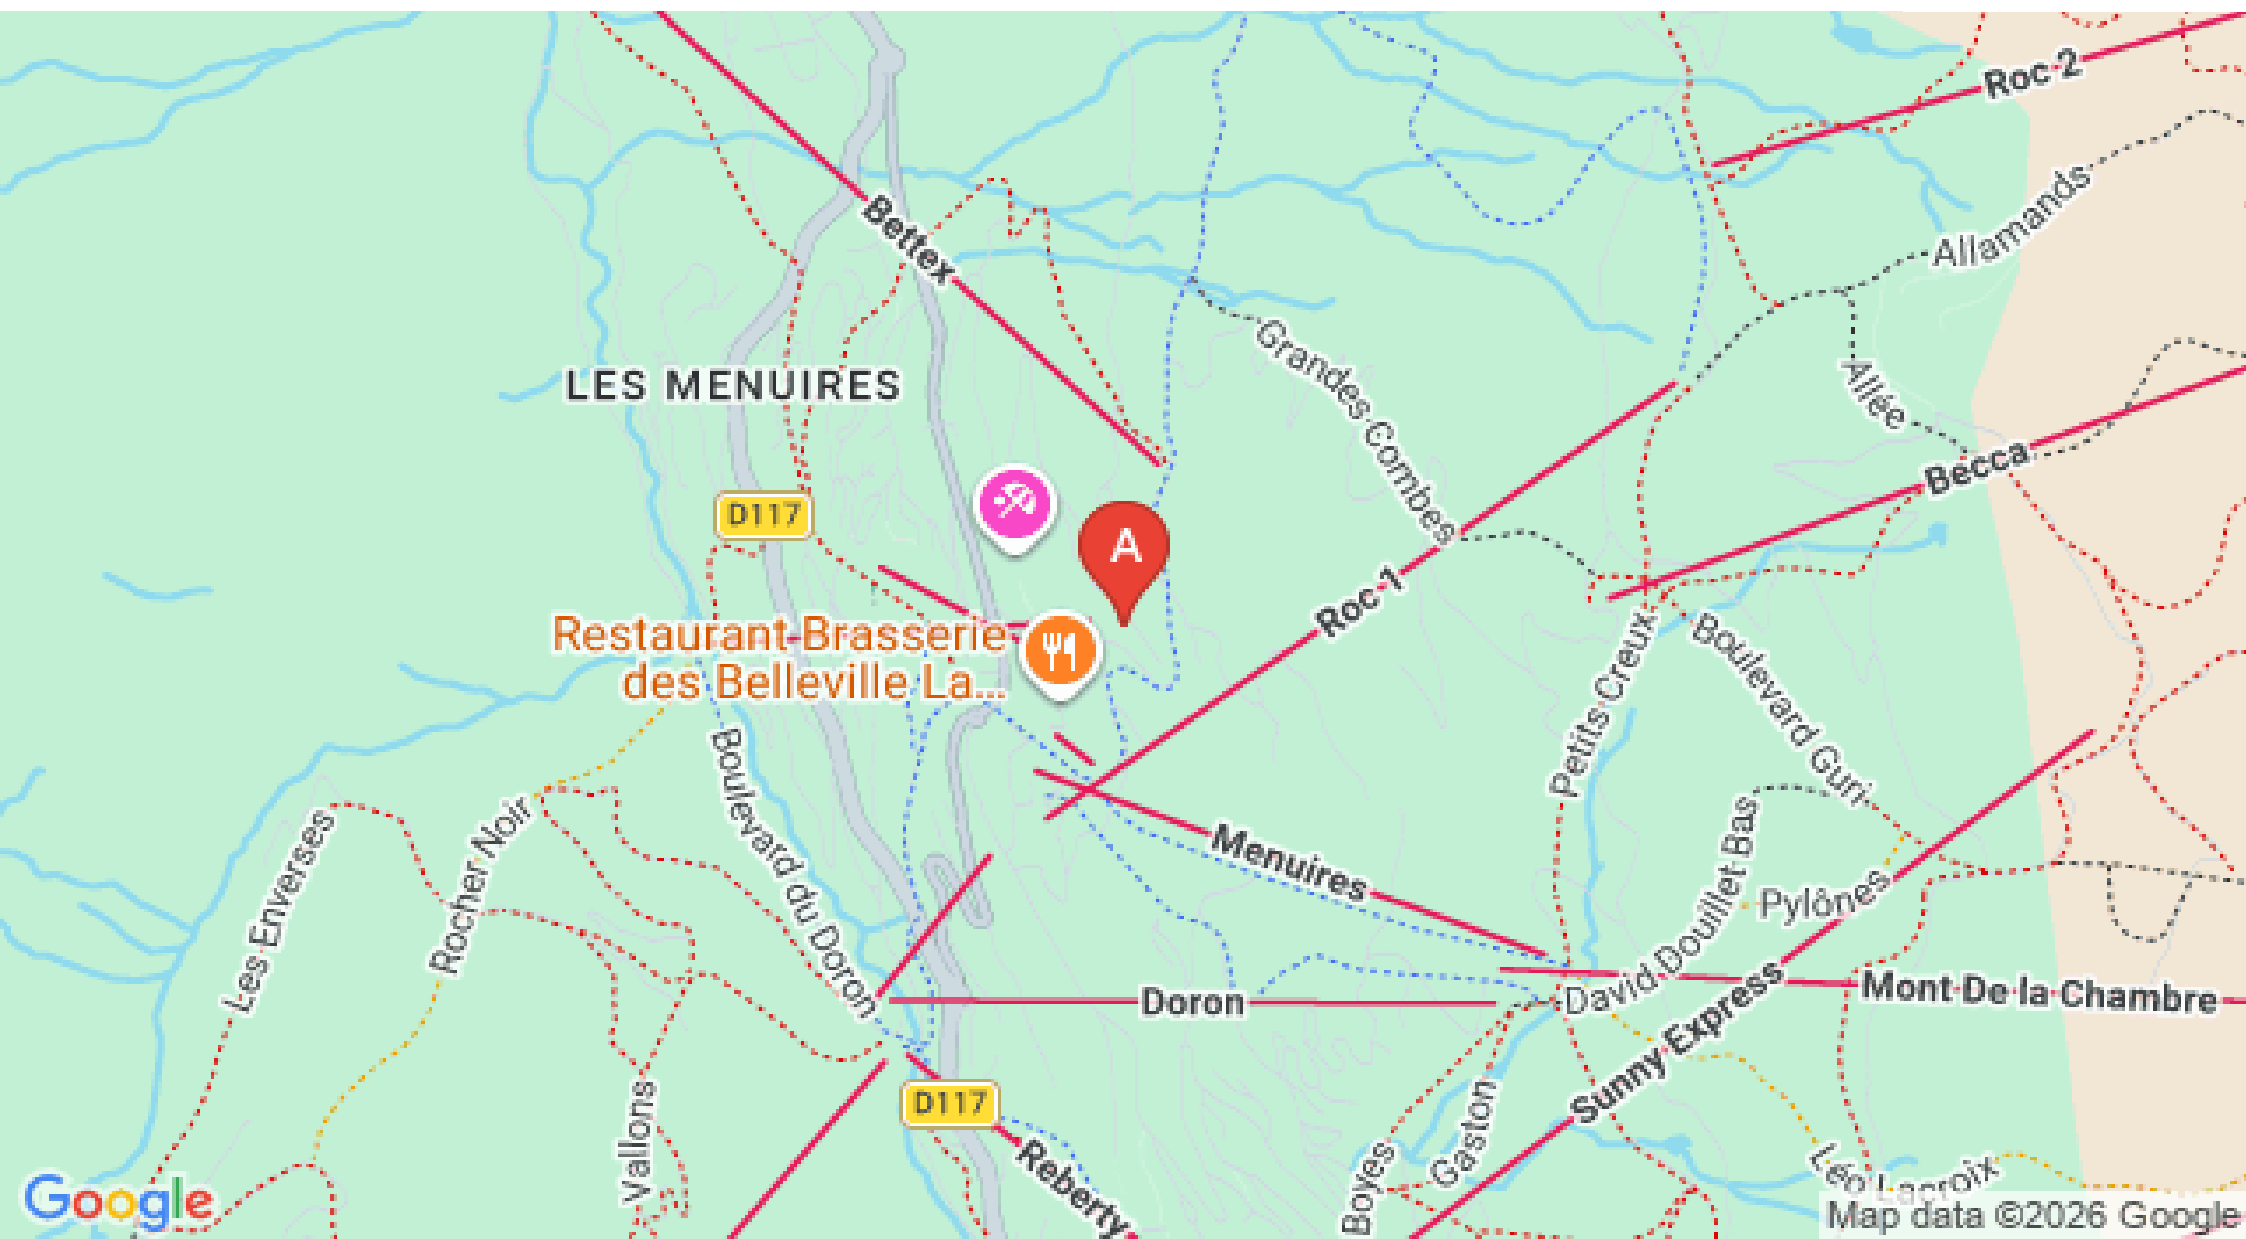 Roc 2
Allamands
Bettex
Grandes Combes
Allée
LES MENUIRES
Becca
D117
A
Roc 1
Restaurant Brasserie
des Belleville La...
Petits Creux
Boulevard Guri
Boulevard du Doron
Les Enverses
Rocher Noir
Menuires
David Douillet Bas
Pylônes
Doron
Mont De la Chambre
Sunny Express
D117
Vallons
Reberty
Boyes
Gaston
Léo Lacroix
Google
Map data ©2026 Google